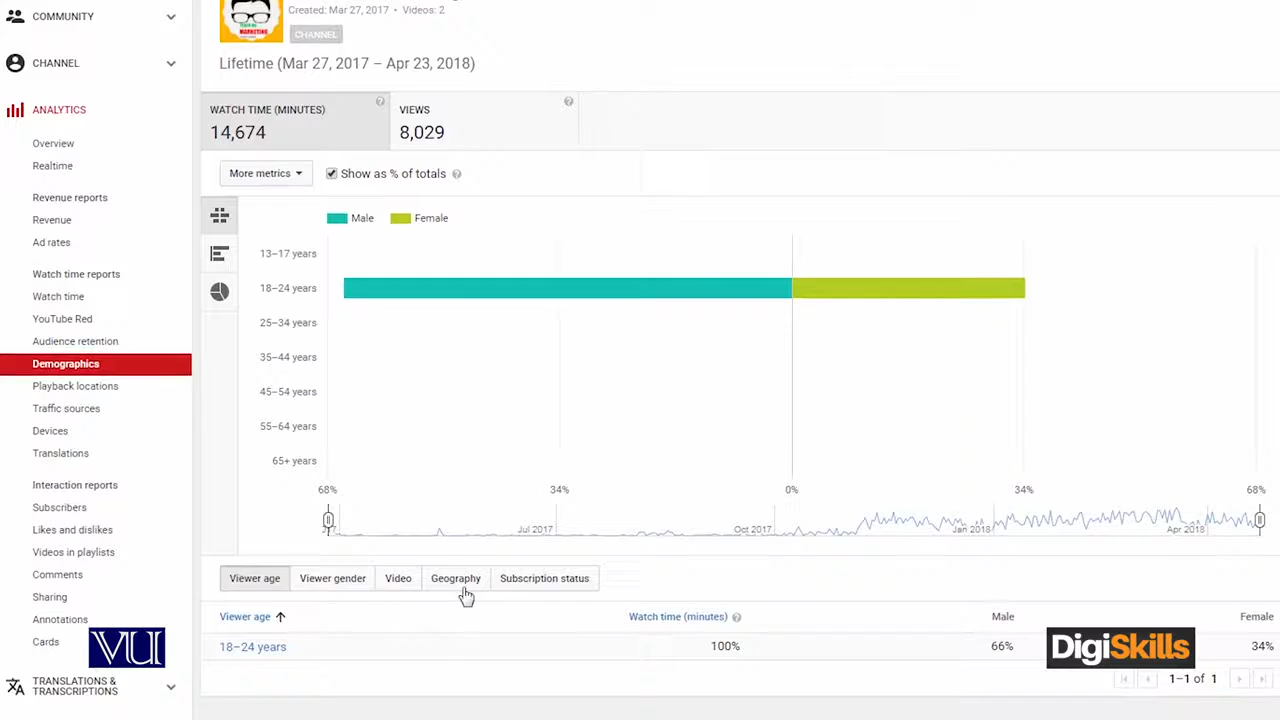 COMMUNITY
CHANNEL
ANALYTICS
Overview
Realtime
Revenue reports
Revenue
Ad rates
Watch time reports
Watch time
YouTube Red
Audience retention
Demographics
Playback locations
Traffic sources
Devices
Translations
Interaction reports
Subscribers
Likes and dislikes
Videos in playlists
Comments
Sharing
Annotations
Cards
VU
TRANSLATIONS &
TRANSCRIPTIONS
MARKETING
Created: Mar 27, 2017 • Videos: 2
CHANNEL
Lifetime (Mar 27, 2017 – Apr 23, 2018)
WATCH TIME (MINUTES) ?
14,674
VIEWS ?
8,029
More metrics
Show as % of totals ?
Male Female
13–17 years
18–24 years
25–34 years
35–44 years
45–54 years
55–64 years
65+ years
68% 34% 0% 34% 68%
Jul 2017 Oct 2017 Jan 2018 Apr 2018
Viewer age Viewer gender Video Geography Subscription status
Viewer age Watch time (minutes) ? Male Female
18–24 years 100% 66% 34%
DigiSkills
1–1 of 1